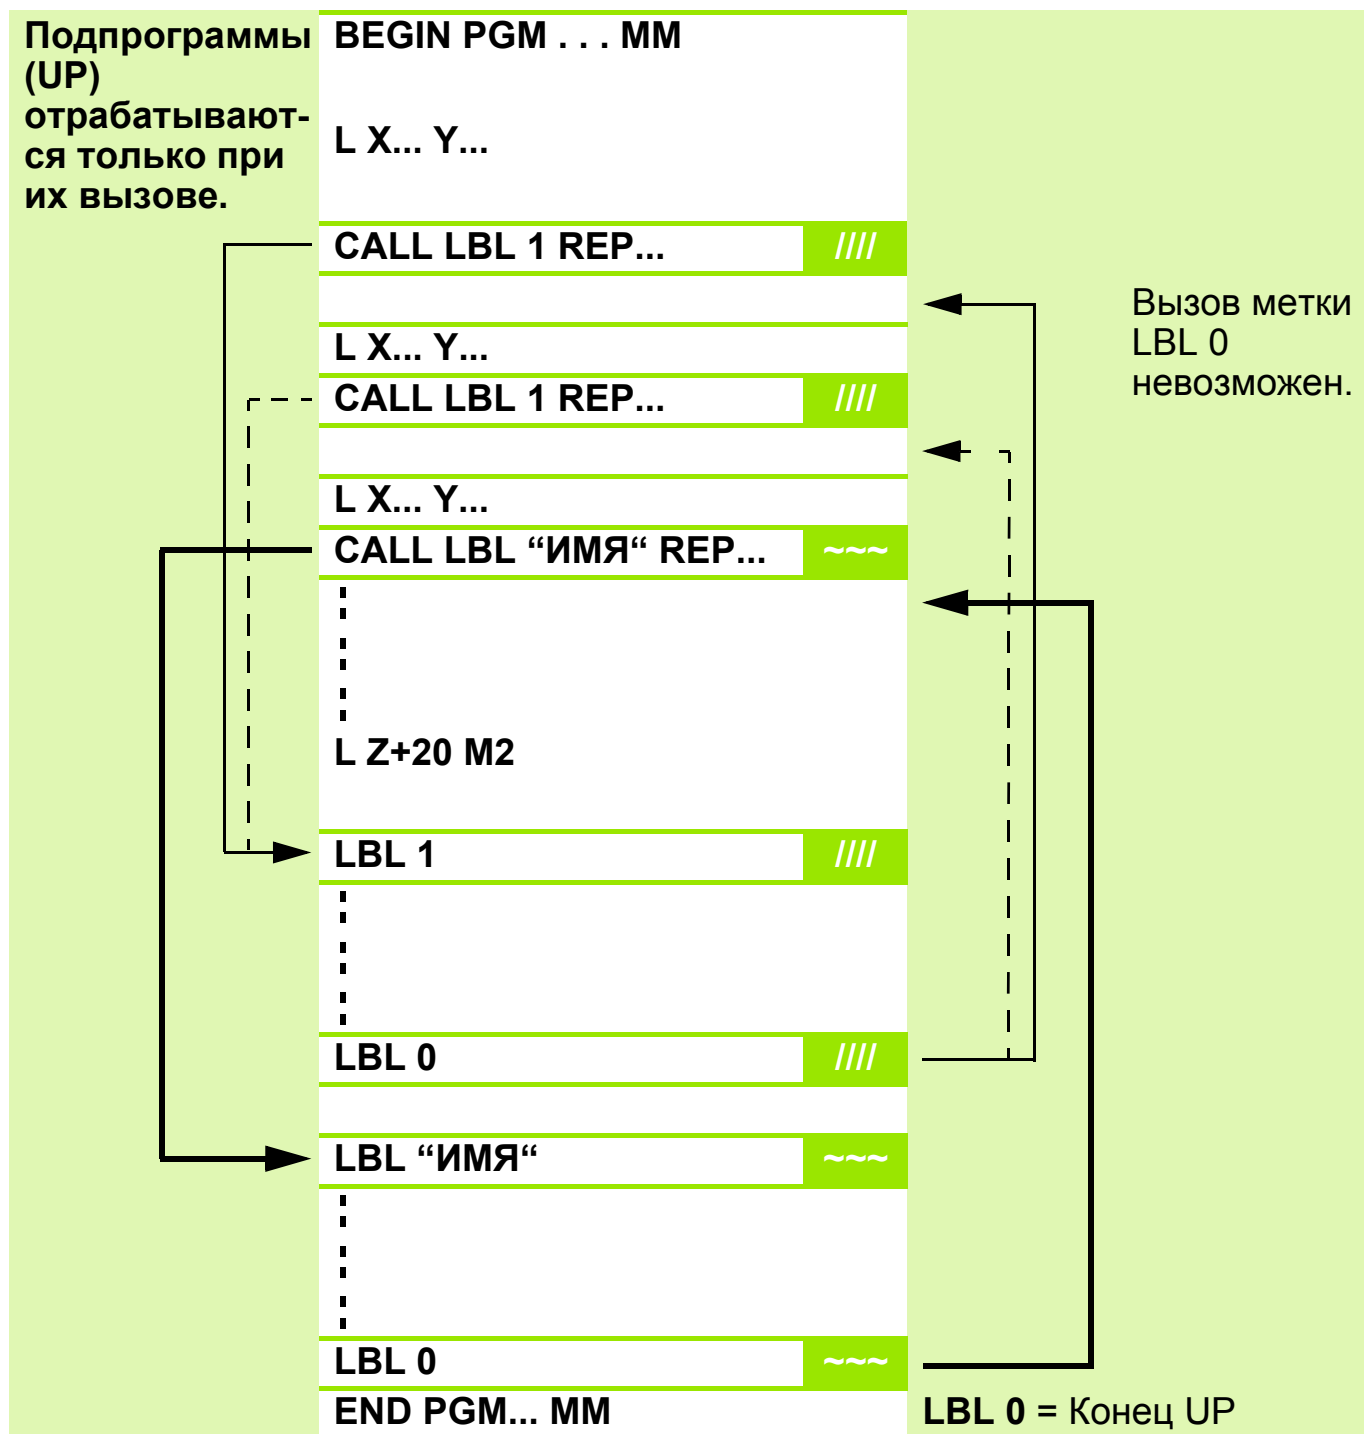 Подпрограммы
(UP)
отрабатывают-
ся только при
их вызове.
BEGIN PGM . . . MM
L X... Y...
CALL LBL 1 REP... ////
L X... Y...
CALL LBL 1 REP... ////
L X... Y...
CALL LBL “ИМЯ“ REP... ~~~
L Z+20 M2
LBL 1 ////
LBL 0 ////
LBL “ИМЯ“ ~~~
LBL 0 ~~~
END PGM... MM
Вызов метки
LBL 0
невозможен.
LBL 0 = Конец UP